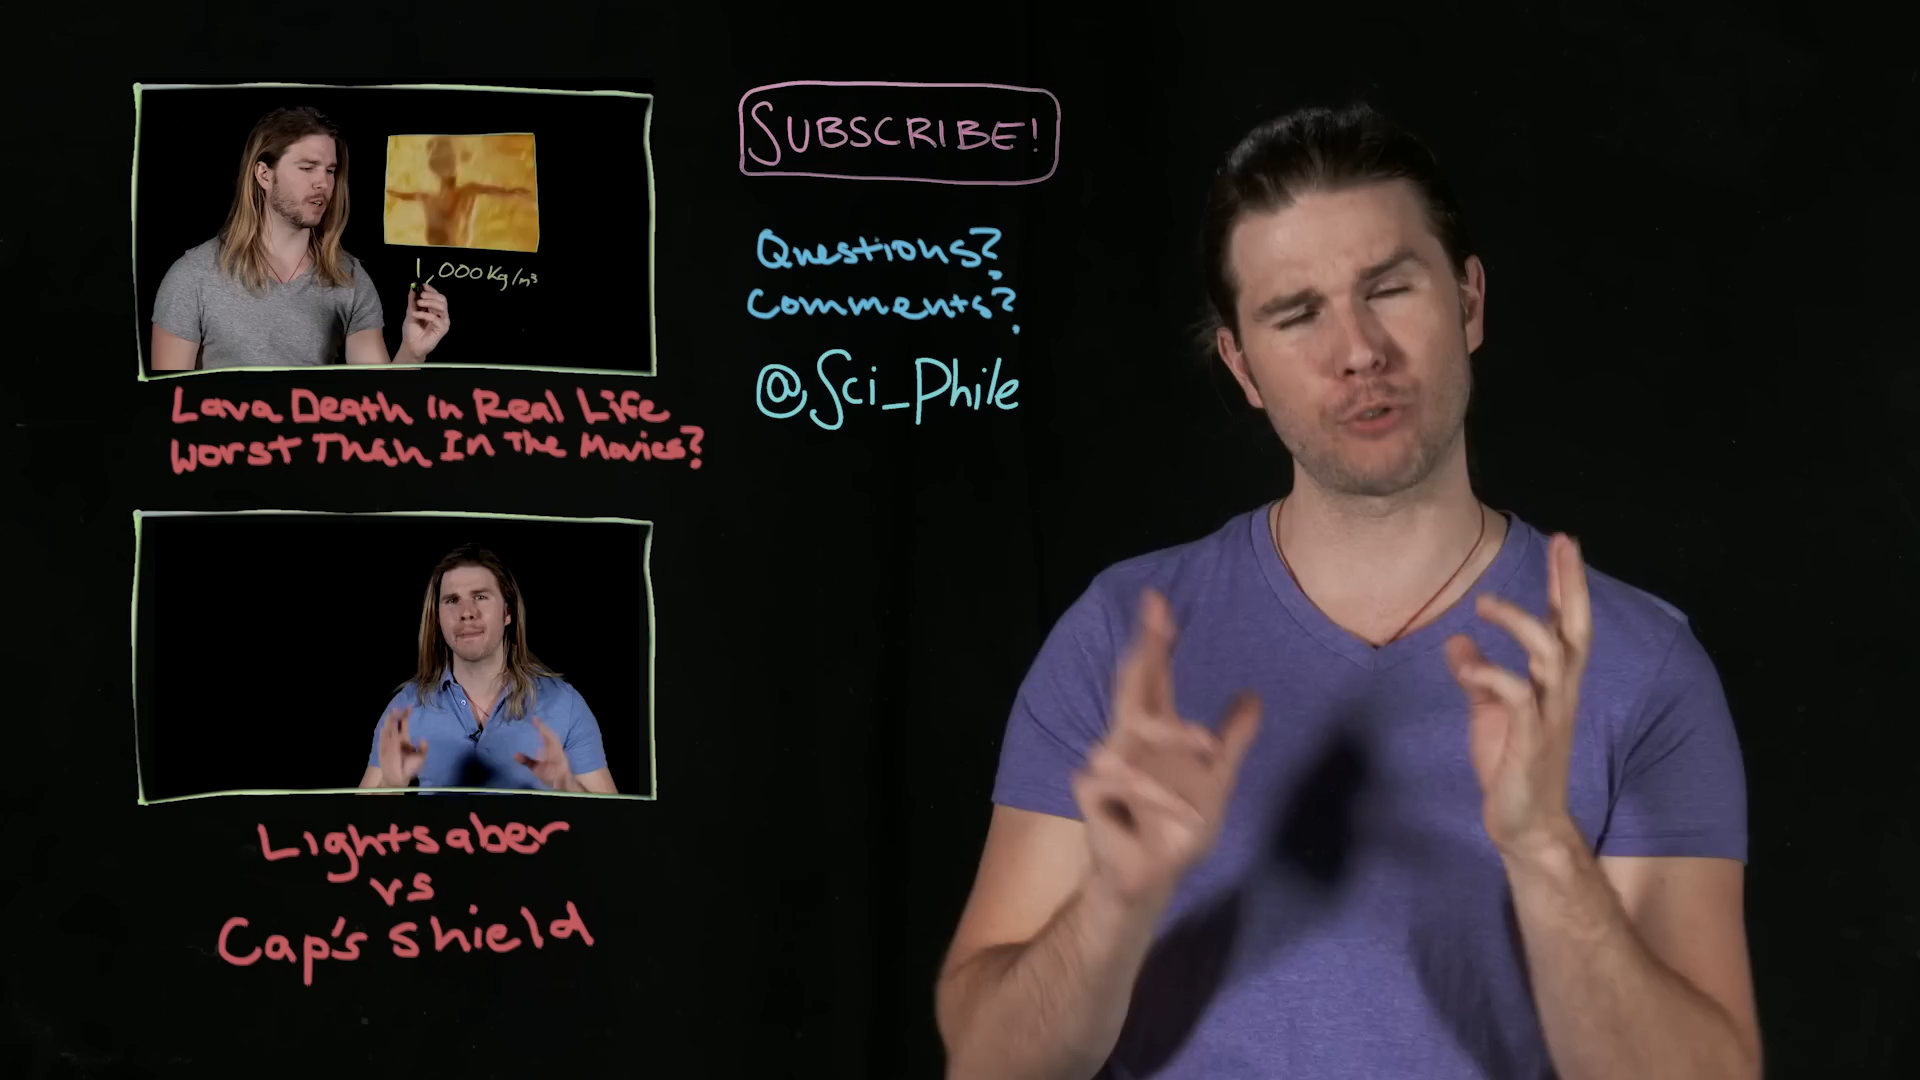 1,000 Kg/m³
Lava Death In Real Life
Worst Than In The Movies?
Lightsaber
vs
Cap's Shield
SUBSCRIBE!
Questions?
Comments?
@Sci_Phile